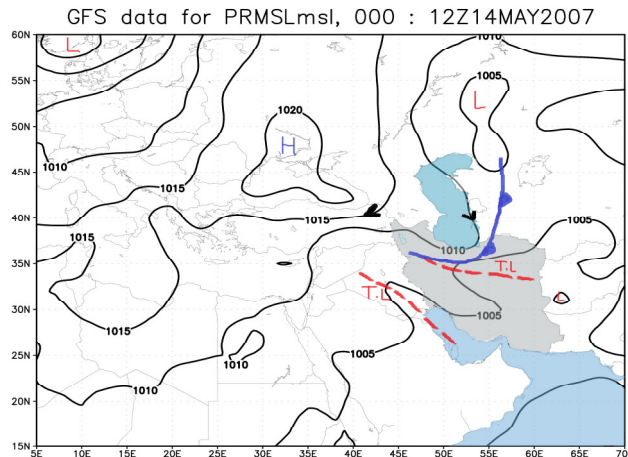 GFS data for PRMSLmsl, 000 : 12Z14MAY2007
60N
55N
50N
45N
40N
35N
30N
25N
20N
15N
5E
10E
15E
20E
25E
30E
35E
40E
45E
50E
55E
60E
65E
70
L
1010
1005
L
1020
H
1010
1015
1015
1015
1010
1005
T.L
T.L
L
1015
1005
1005
1010
1010